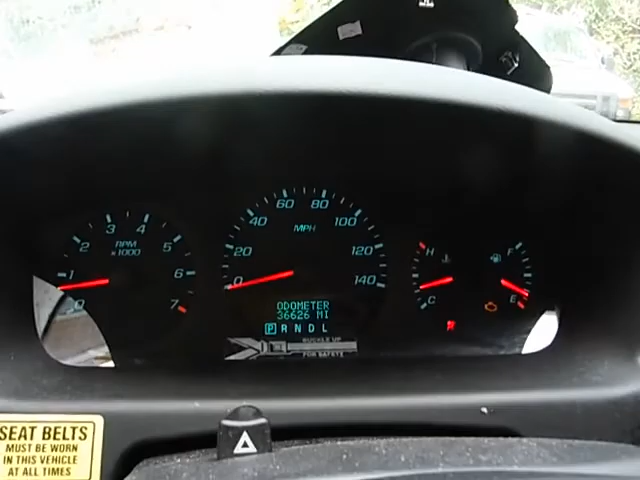 60 80
40 100
20 120
0 140
MPH
3 4
2 5
1 6
0 7
RPM
x1000
H
C
F
E
ODOMETER
36626 MI
P R N D L
BUCKLE UP
FOR SAFETY
SEAT BELTS
MUST BE WORN
IN THIS VEHICLE
AT ALL TIMES